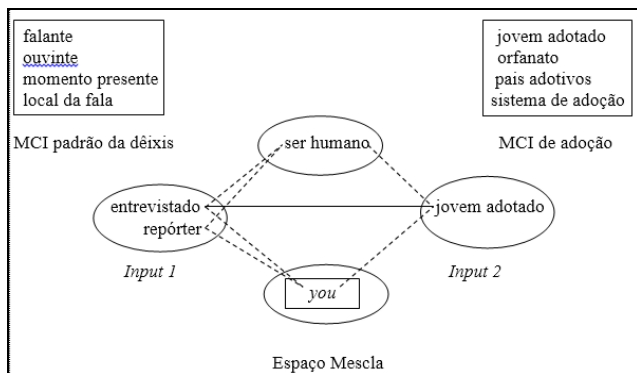 falante
ouvinte
momento presente
local da fala
MCI padrão da dêixis
jovem adotado
orfanato
pais adotivos
sistema de adoção
MCI de adoção
ser humano
entrevistado
repórter
Input 1
jovem adotado
Input 2
you
Espaço Mescla